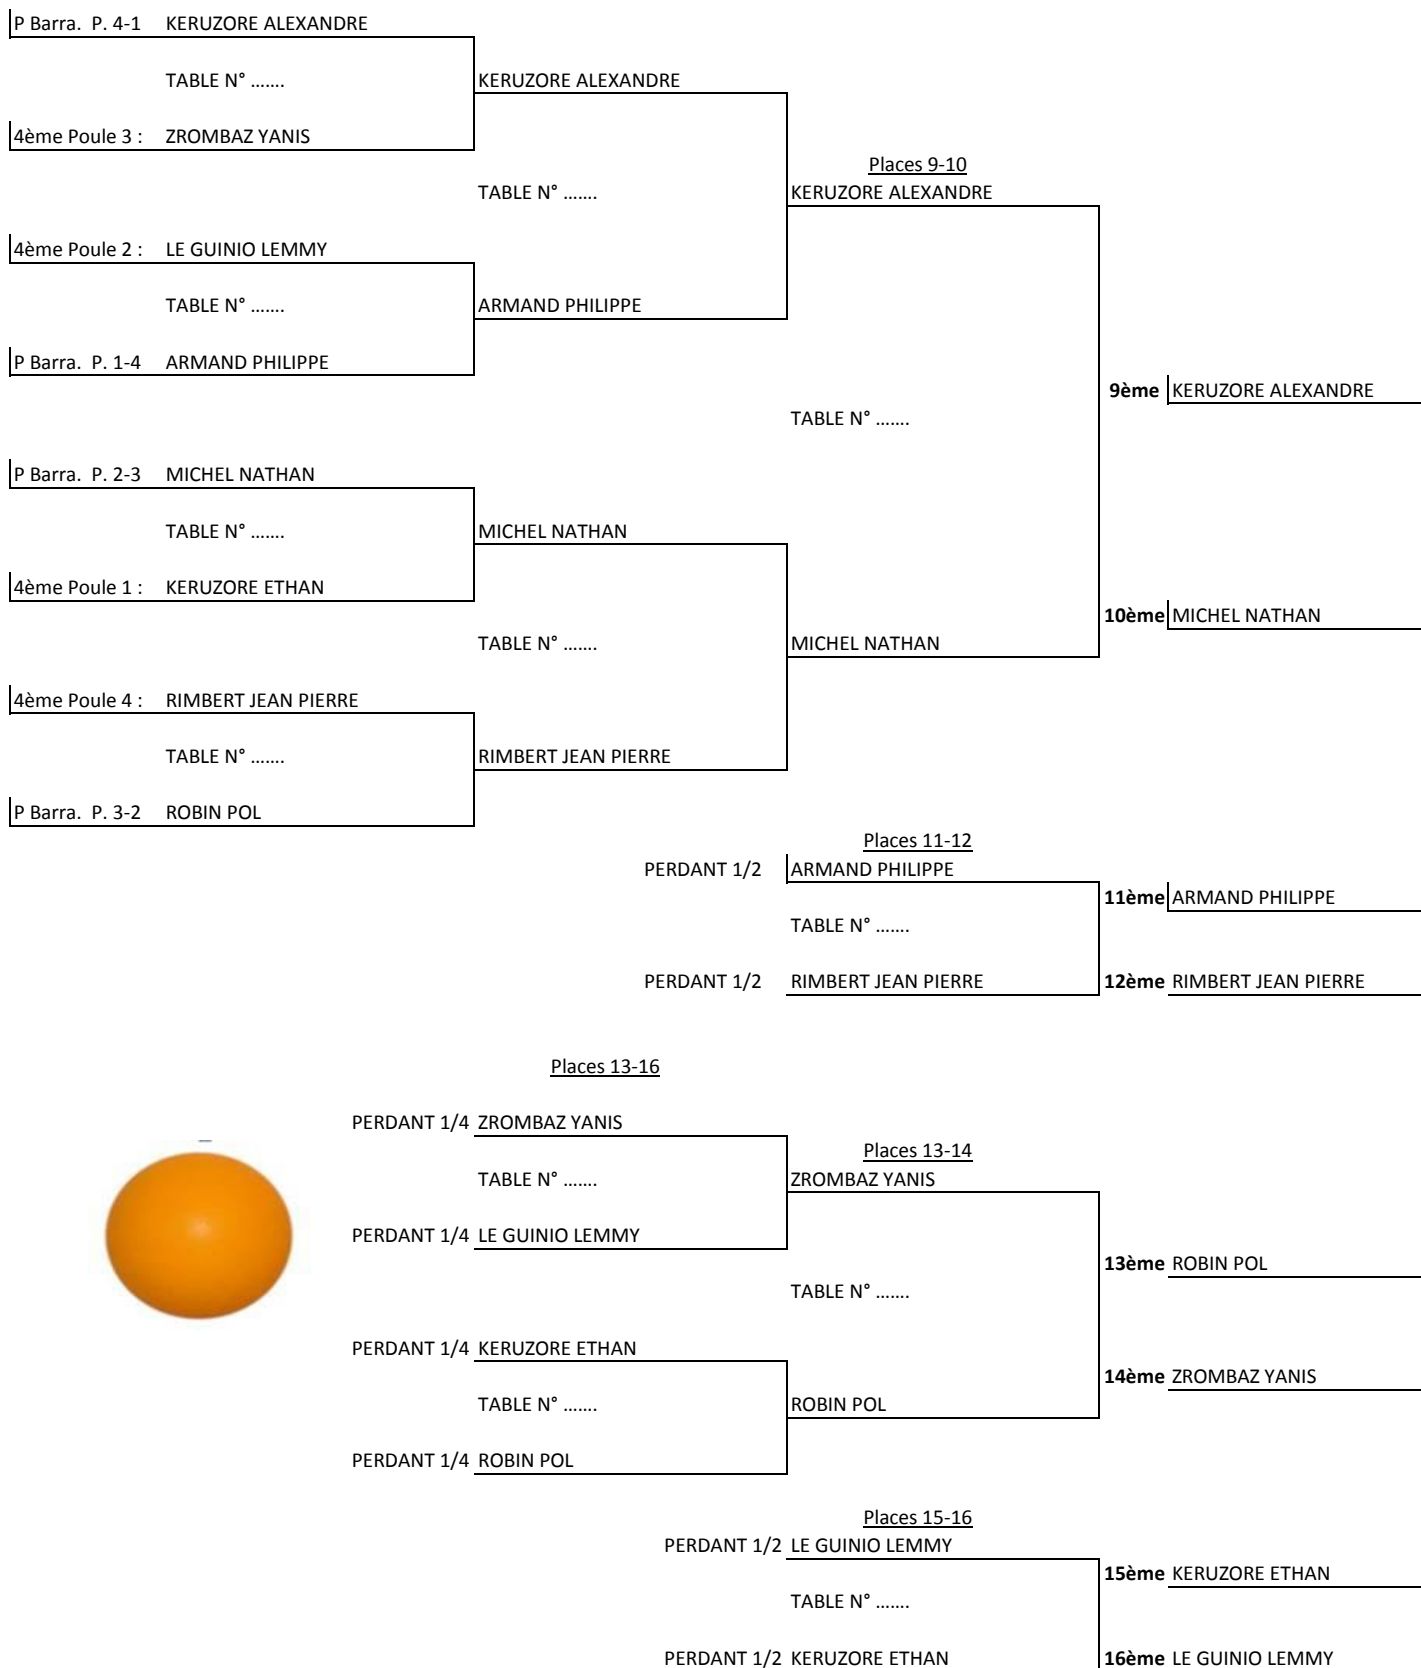 P Barra. P. 4-1 KERUZORE ALEXANDRE
TABLE N° ....... KERUZORE ALEXANDRE
4ème Poule 3 : ZROMBAZ YANIS
Places 9-10
TABLE N° ....... KERUZORE ALEXANDRE
4ème Poule 2 : LE GUINIO LEMMY
TABLE N° ....... ARMAND PHILIPPE
P Barra. P. 1-4 ARMAND PHILIPPE
9ème KERUZORE ALEXANDRE
TABLE N° .......
P Barra. P. 2-3 MICHEL NATHAN
TABLE N° ....... MICHEL NATHAN
4ème Poule 1 : KERUZORE ETHAN
10ème MICHEL NATHAN
TABLE N° ....... MICHEL NATHAN
4ème Poule 4 : RIMBERT JEAN PIERRE
TABLE N° ....... RIMBERT JEAN PIERRE
P Barra. P. 3-2 ROBIN POL
Places 11-12
PERDANT 1/2 ARMAND PHILIPPE
11ème ARMAND PHILIPPE
TABLE N° .......
PERDANT 1/2 RIMBERT JEAN PIERRE 12ème RIMBERT JEAN PIERRE
Places 13-16
PERDANT 1/4 ZROMBAZ YANIS
Places 13-14
TABLE N° ....... ZROMBAZ YANIS
PERDANT 1/4 LE GUINIO LEMMY
13ème ROBIN POL
TABLE N° .......
PERDANT 1/4 KERUZORE ETHAN
14ème ZROMBAZ YANIS
TABLE N° ....... ROBIN POL
PERDANT 1/4 ROBIN POL
Places 15-16
PERDANT 1/2 LE GUINIO LEMMY
15ème KERUZORE ETHAN
TABLE N° .......
PERDANT 1/2 KERUZORE ETHAN 16ème LE GUINIO LEMMY